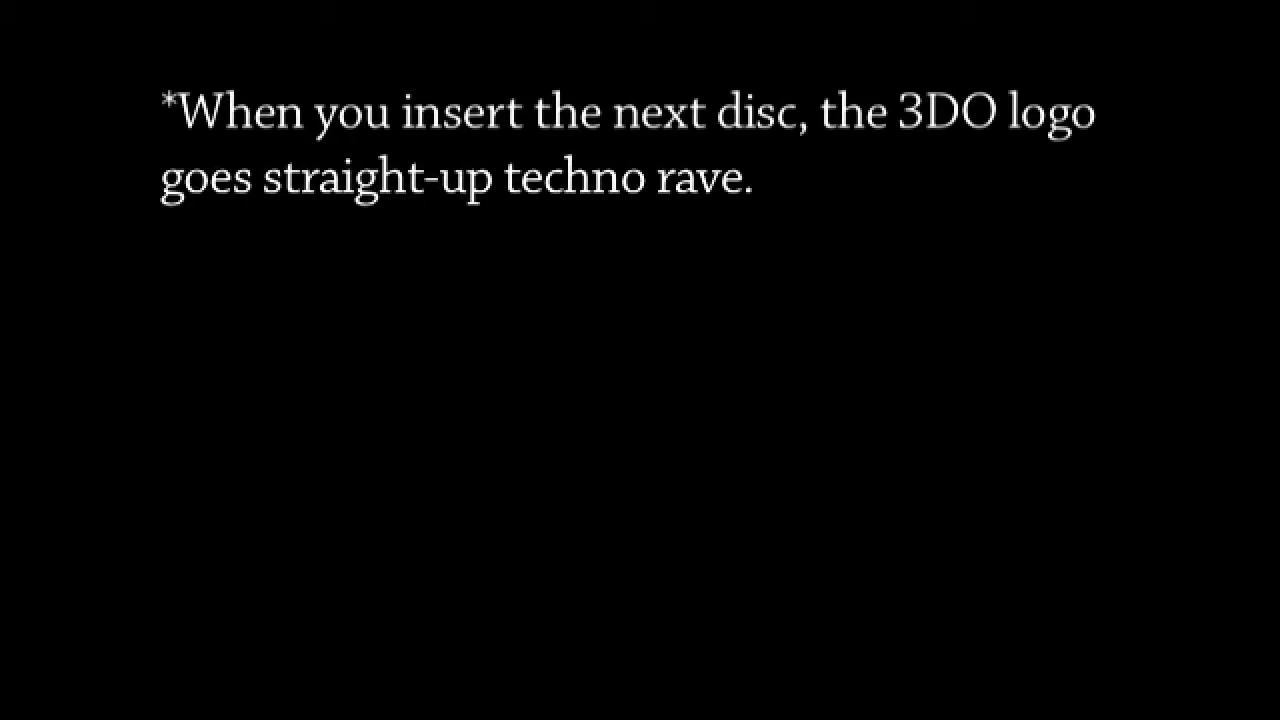 *When you insert the next disc, the 3DO logo
goes straight-up techno rave.